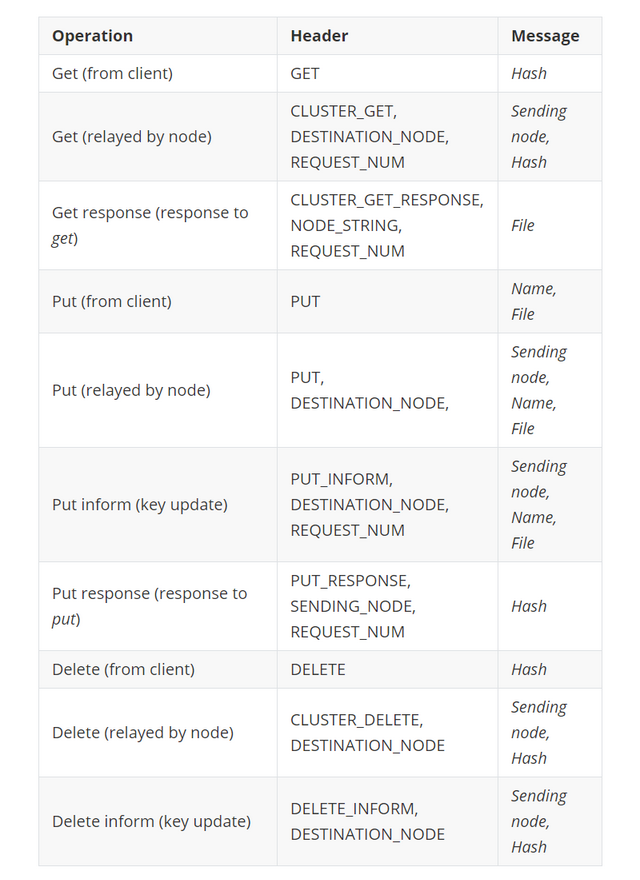 Operation Header Message
Get (from client) GET Hash
Get (relayed by node) CLUSTER_GET, DESTINATION_NODE, REQUEST_NUM Sending node, Hash
Get response (response to get) CLUSTER_GET_RESPONSE, NODE_STRING, REQUEST_NUM File
Put (from client) PUT Name, File
Put (relayed by node) PUT, DESTINATION_NODE, Sending node, Name, File
Put inform (key update) PUT_INFORM, DESTINATION_NODE, REQUEST_NUM Sending node, Name, File
Put response (response to put) PUT_RESPONSE, SENDING_NODE, REQUEST_NUM Hash
Delete (from client) DELETE Hash
Delete (relayed by node) CLUSTER_DELETE, DESTINATION_NODE Sending node, Hash
Delete inform (key update) DELETE_INFORM, DESTINATION_NODE Sending node, Hash